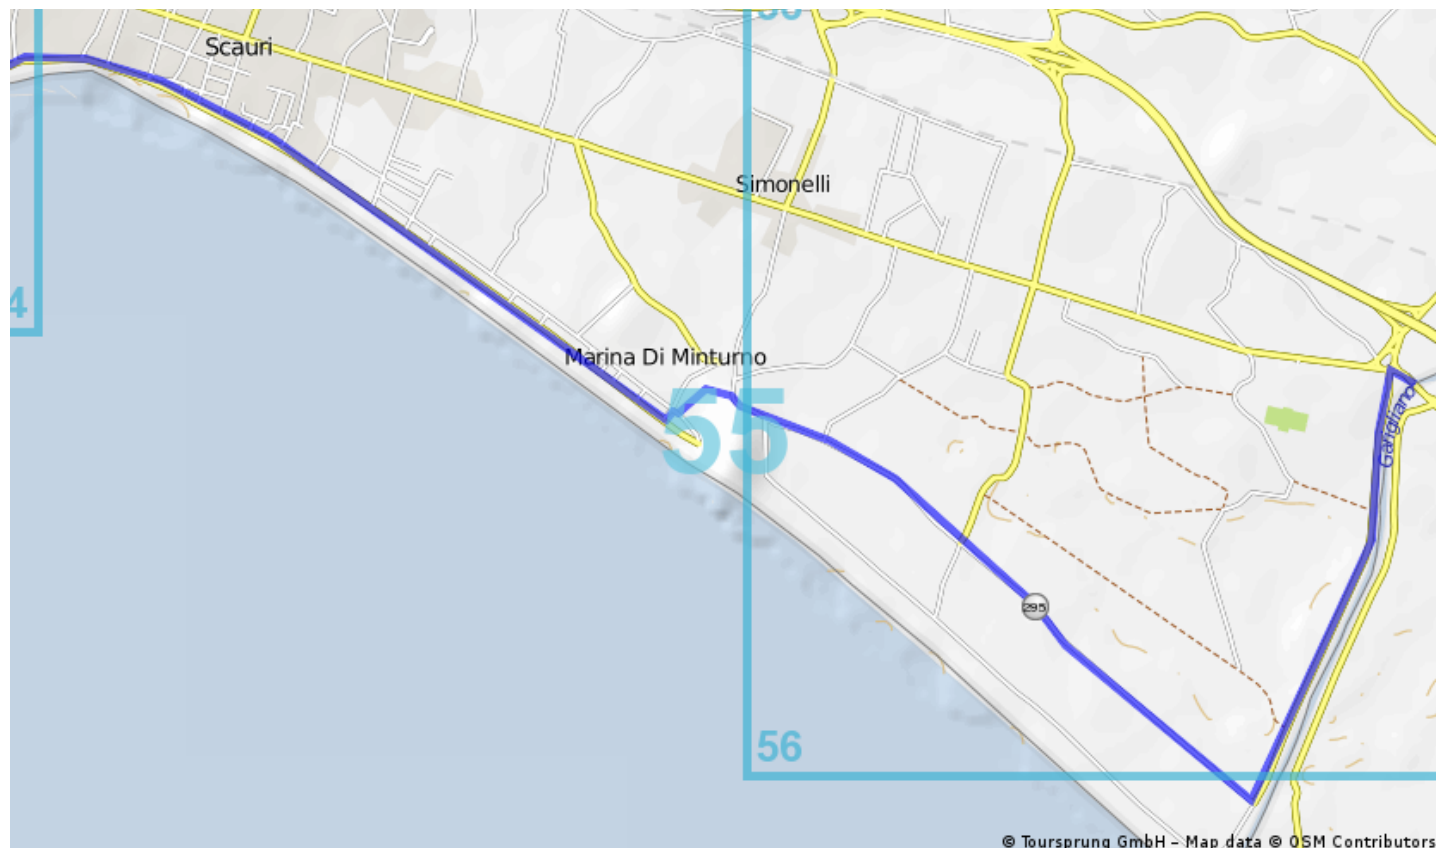 Scauri
Simonelli
4
Marina Di Minturno
55
Garigliano
295
56
© Toursprung GmbH – Map data © OSM Contributors